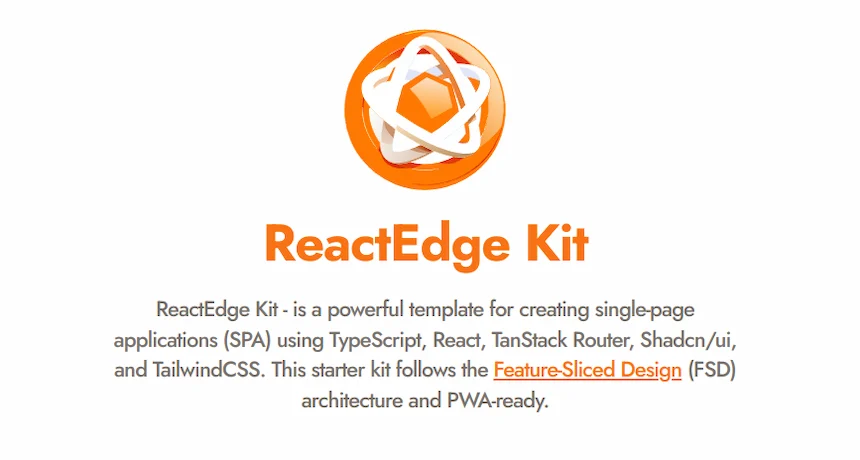 ReactEdge Kit
ReactEdge Kit - is a powerful template for creating single-page
applications (SPA) using TypeScript, React, TanStack Router, Shadcn/ui,
and TailwindCSS. This starter kit follows the Feature-Sliced Design (FSD)
architecture and PWA-ready.